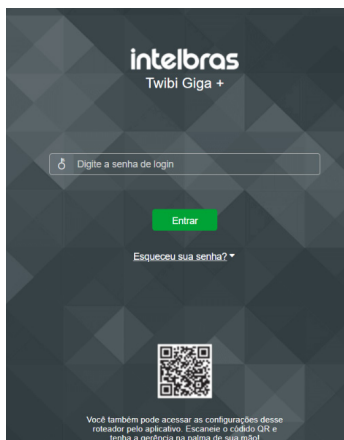 intelbras
Twibi Giga +
Digite a senha de login
Entrar
Esqueceu sua senha?
Você também pode acessar as configurações desse
roteador pelo aplicativo. Escaneie o código QR e
tenha a gerência na palma de sua mão!